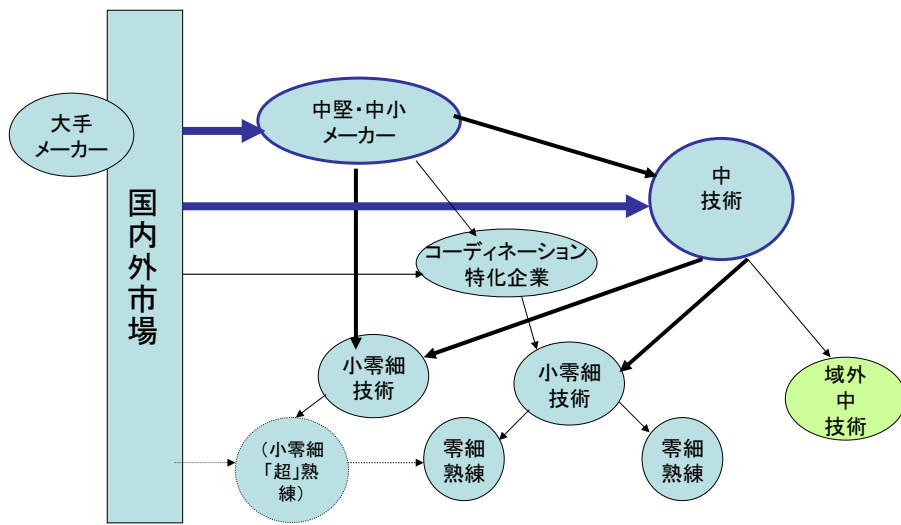 大手
メーカー
国内外市場
中堅・中小
メーカー
中
技術
コーディネーション
特化企業
小零細
技術
小零細
技術
域外
中
技術
(小零細
「超」熟
練)
零細
熟練
零細
熟練